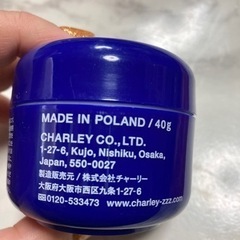 MADE IN POLAND / 40g
CHARLEY CO., LTD.
1-27-6, Kujo, Nishiku, Osaka,
Japan, 550-0027
製造販売元 / 株式会社チャーリー
大阪府大阪市西区九条1-27-6
0120-533473 www.charley-zzz.com